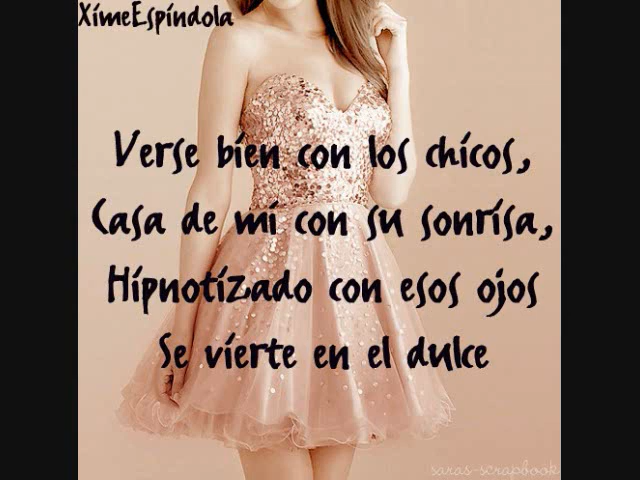 XimeEspíndola
Verse bien con los chicos,
Casa de mí con su sonrisa,
Hipnotizado con esos ojos
Se vierte en el dulce
saras-scrapbook